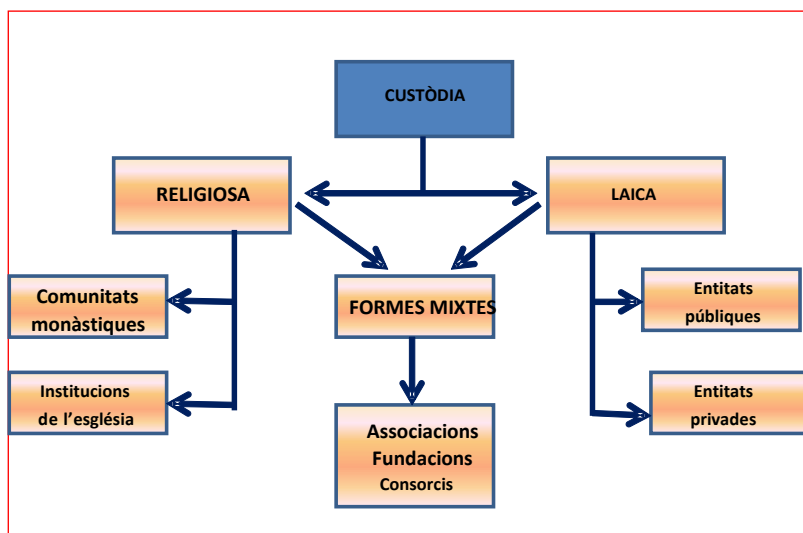 CUSTÒDIA
RELIGIOSA
LAICA
Comunitats
monàstiques
FORMES MIXTES
Entitats
públiques
Institucions
de l’església
Associacions
Fundacions
Consorcis
Entitats
privades